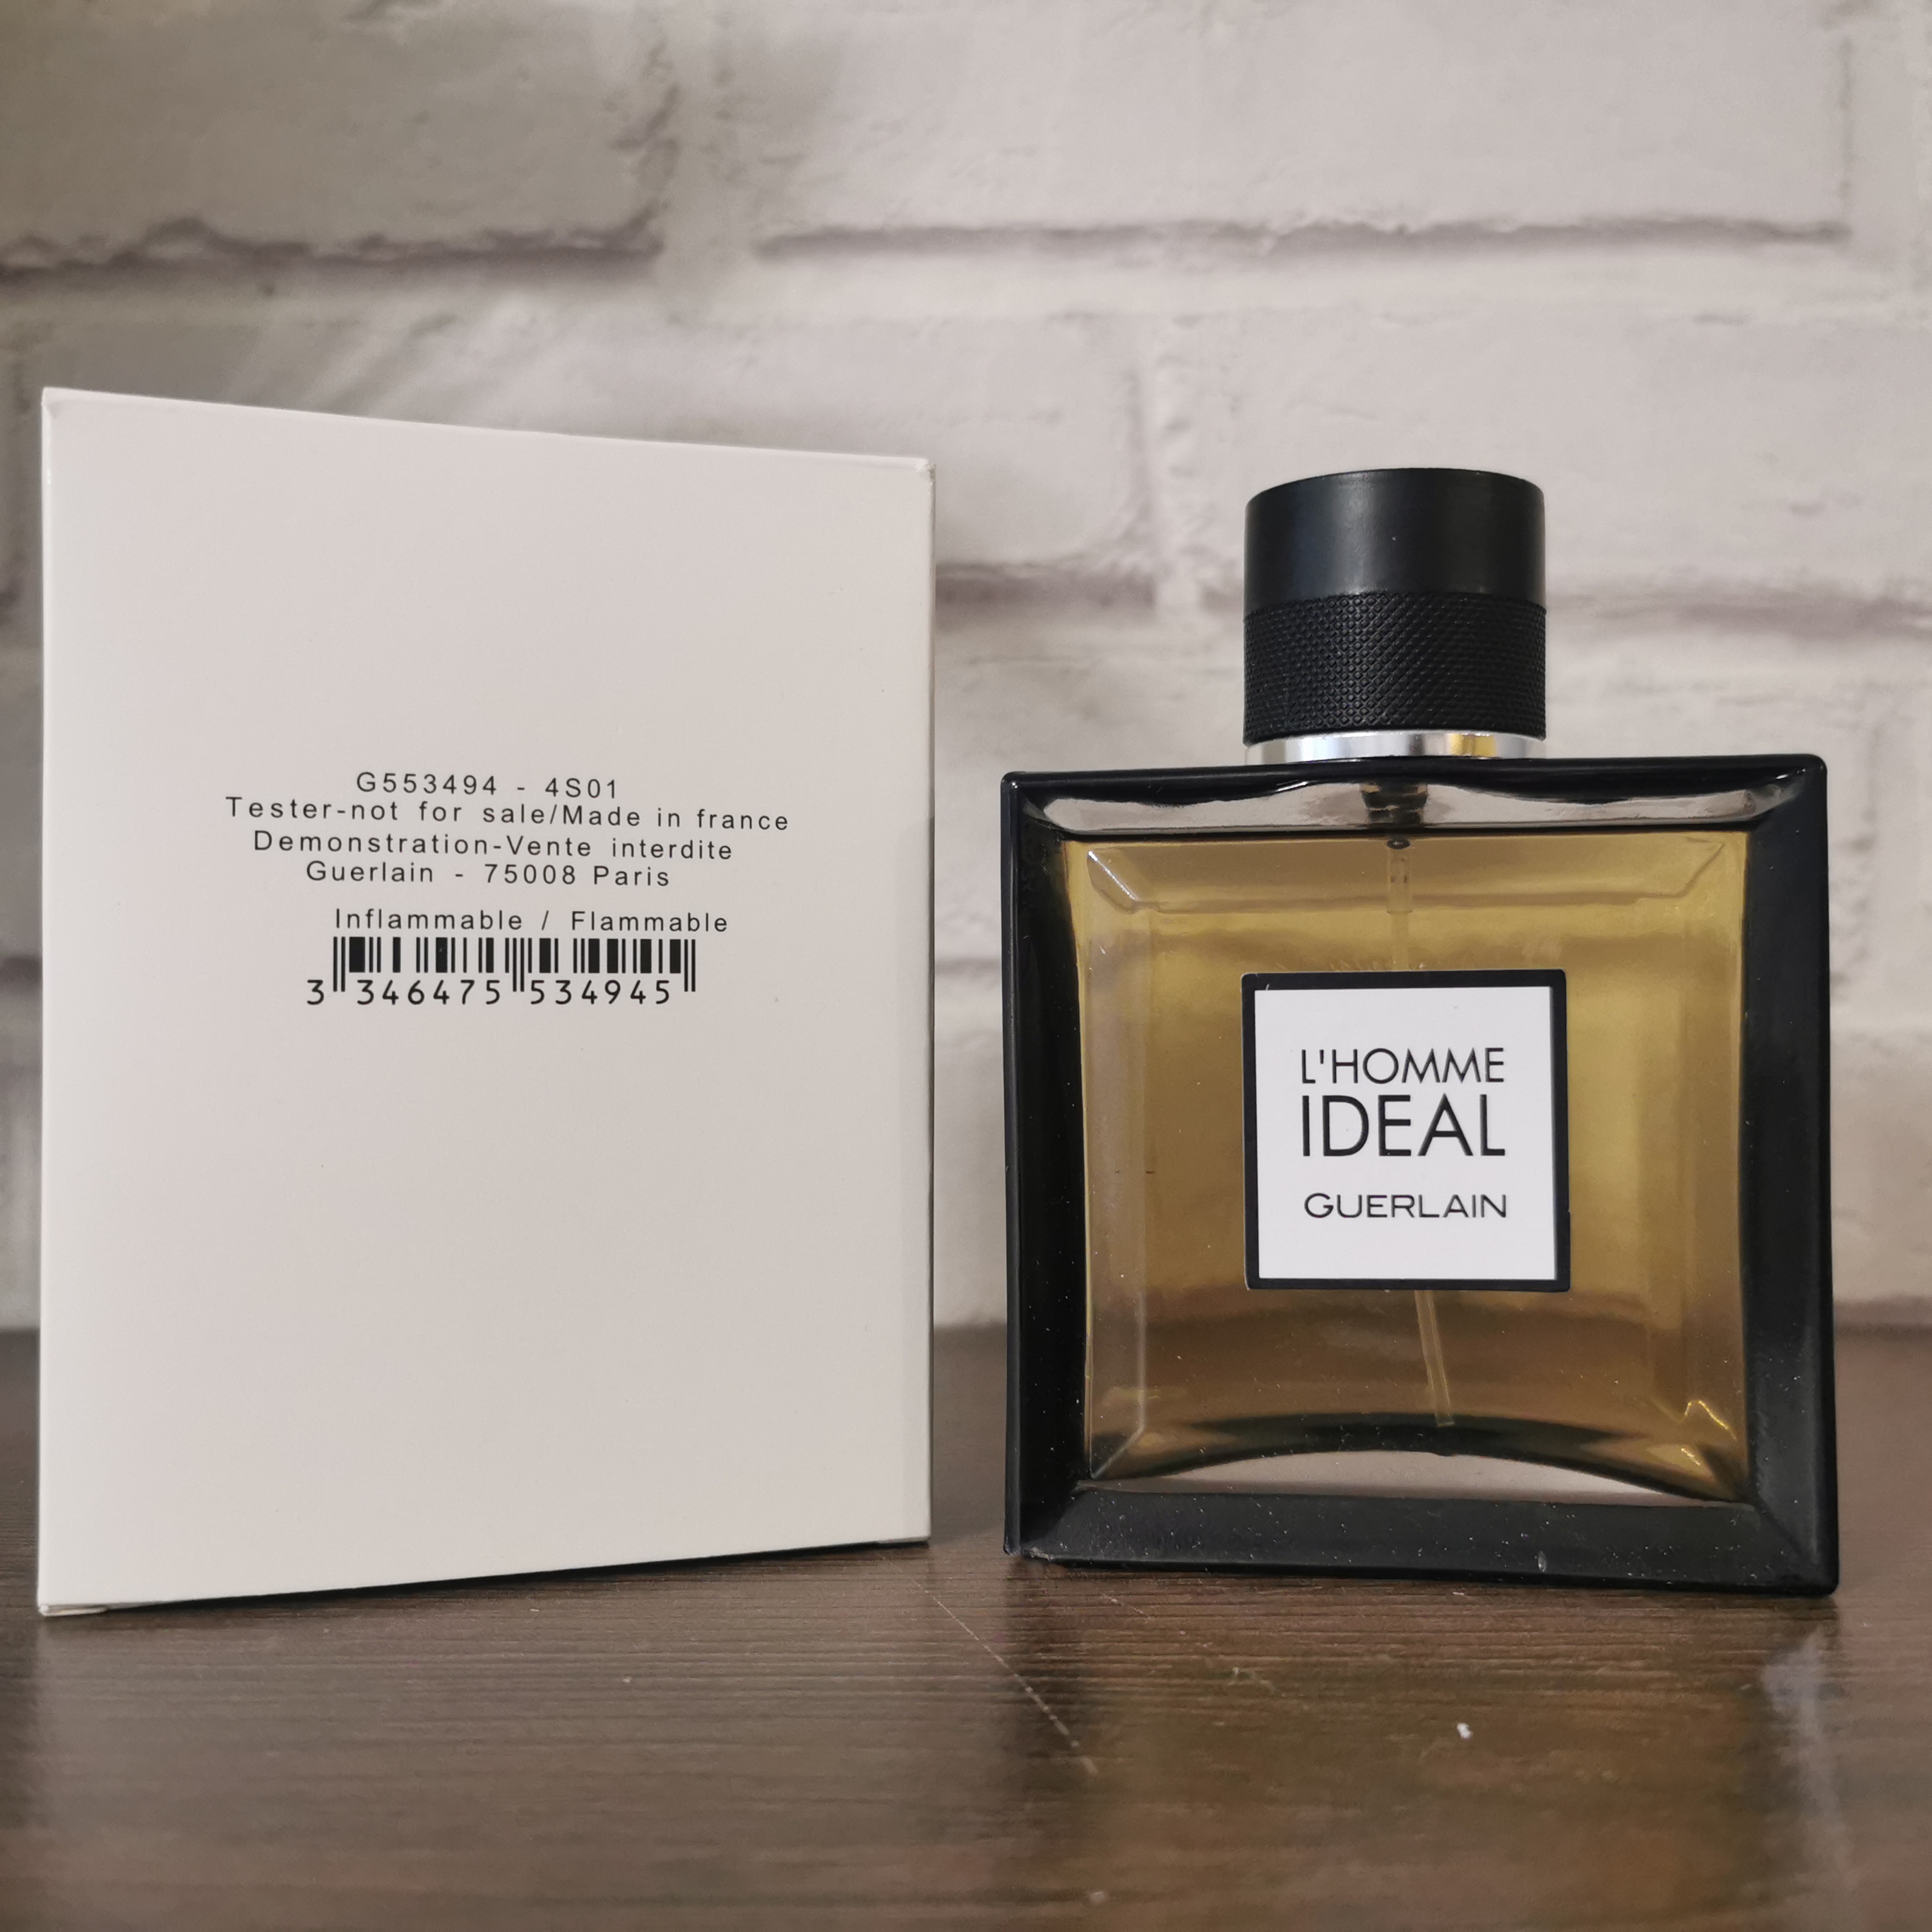 G553494 - 4S01
Tester-not for sale/Made in france
Demonstration-Vente interdite
Guerlain - 75008 Paris
Inflammable / Flammable
3 346475 534945
L'HOMME
IDEAL
GUERLAIN